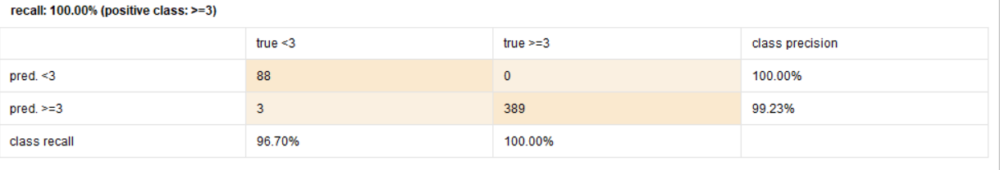 recall: 100.00% (positive class: >=3)
true <3 true >=3 class precision
pred. <3 88 0 100.00%
pred. >=3 3 389 99.23%
class recall 96.70% 100.00%